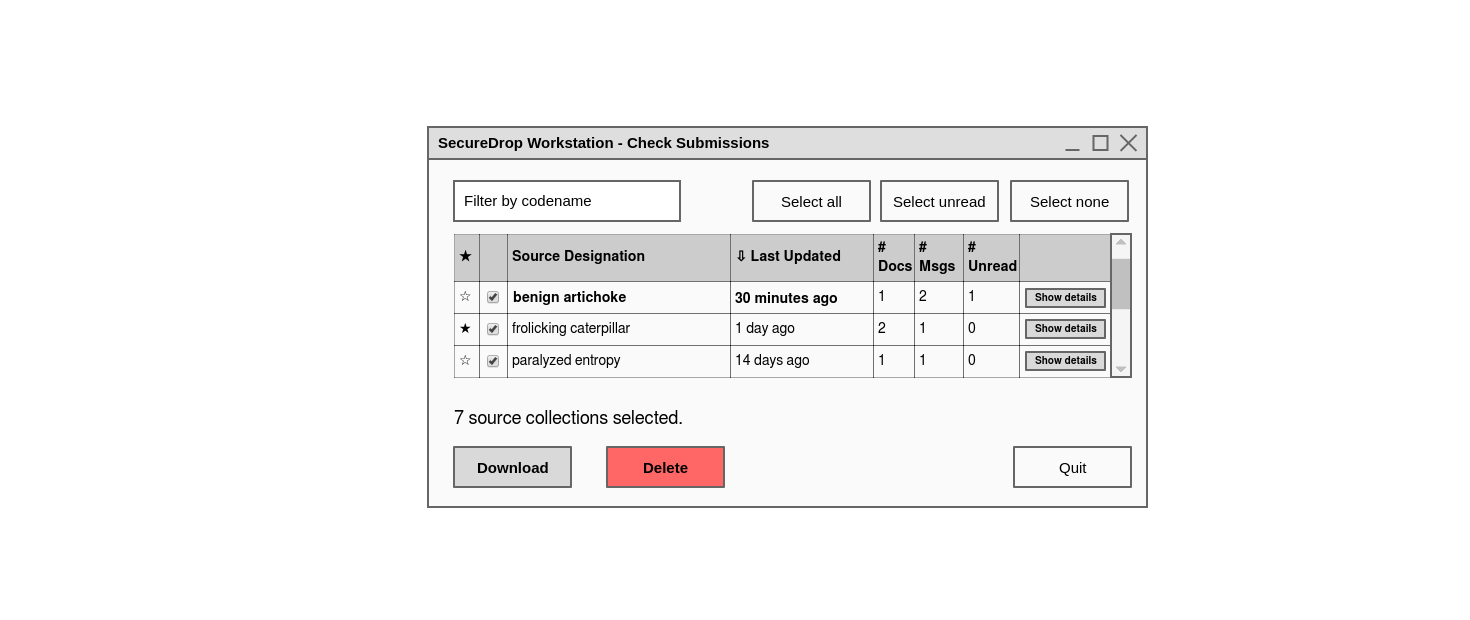 SecureDrop Workstation - Check Submissions
Filter by codename Select all Select unread Select none
★ Source Designation ⇩ Last Updated # Docs # Msgs # Unread
☆ benign artichoke 30 minutes ago 1 2 1 Show details
★ frolicking caterpillar 1 day ago 2 1 0 Show details
☆ paralyzed entropy 14 days ago 1 1 0 Show details
7 source collections selected.
Download Delete Quit